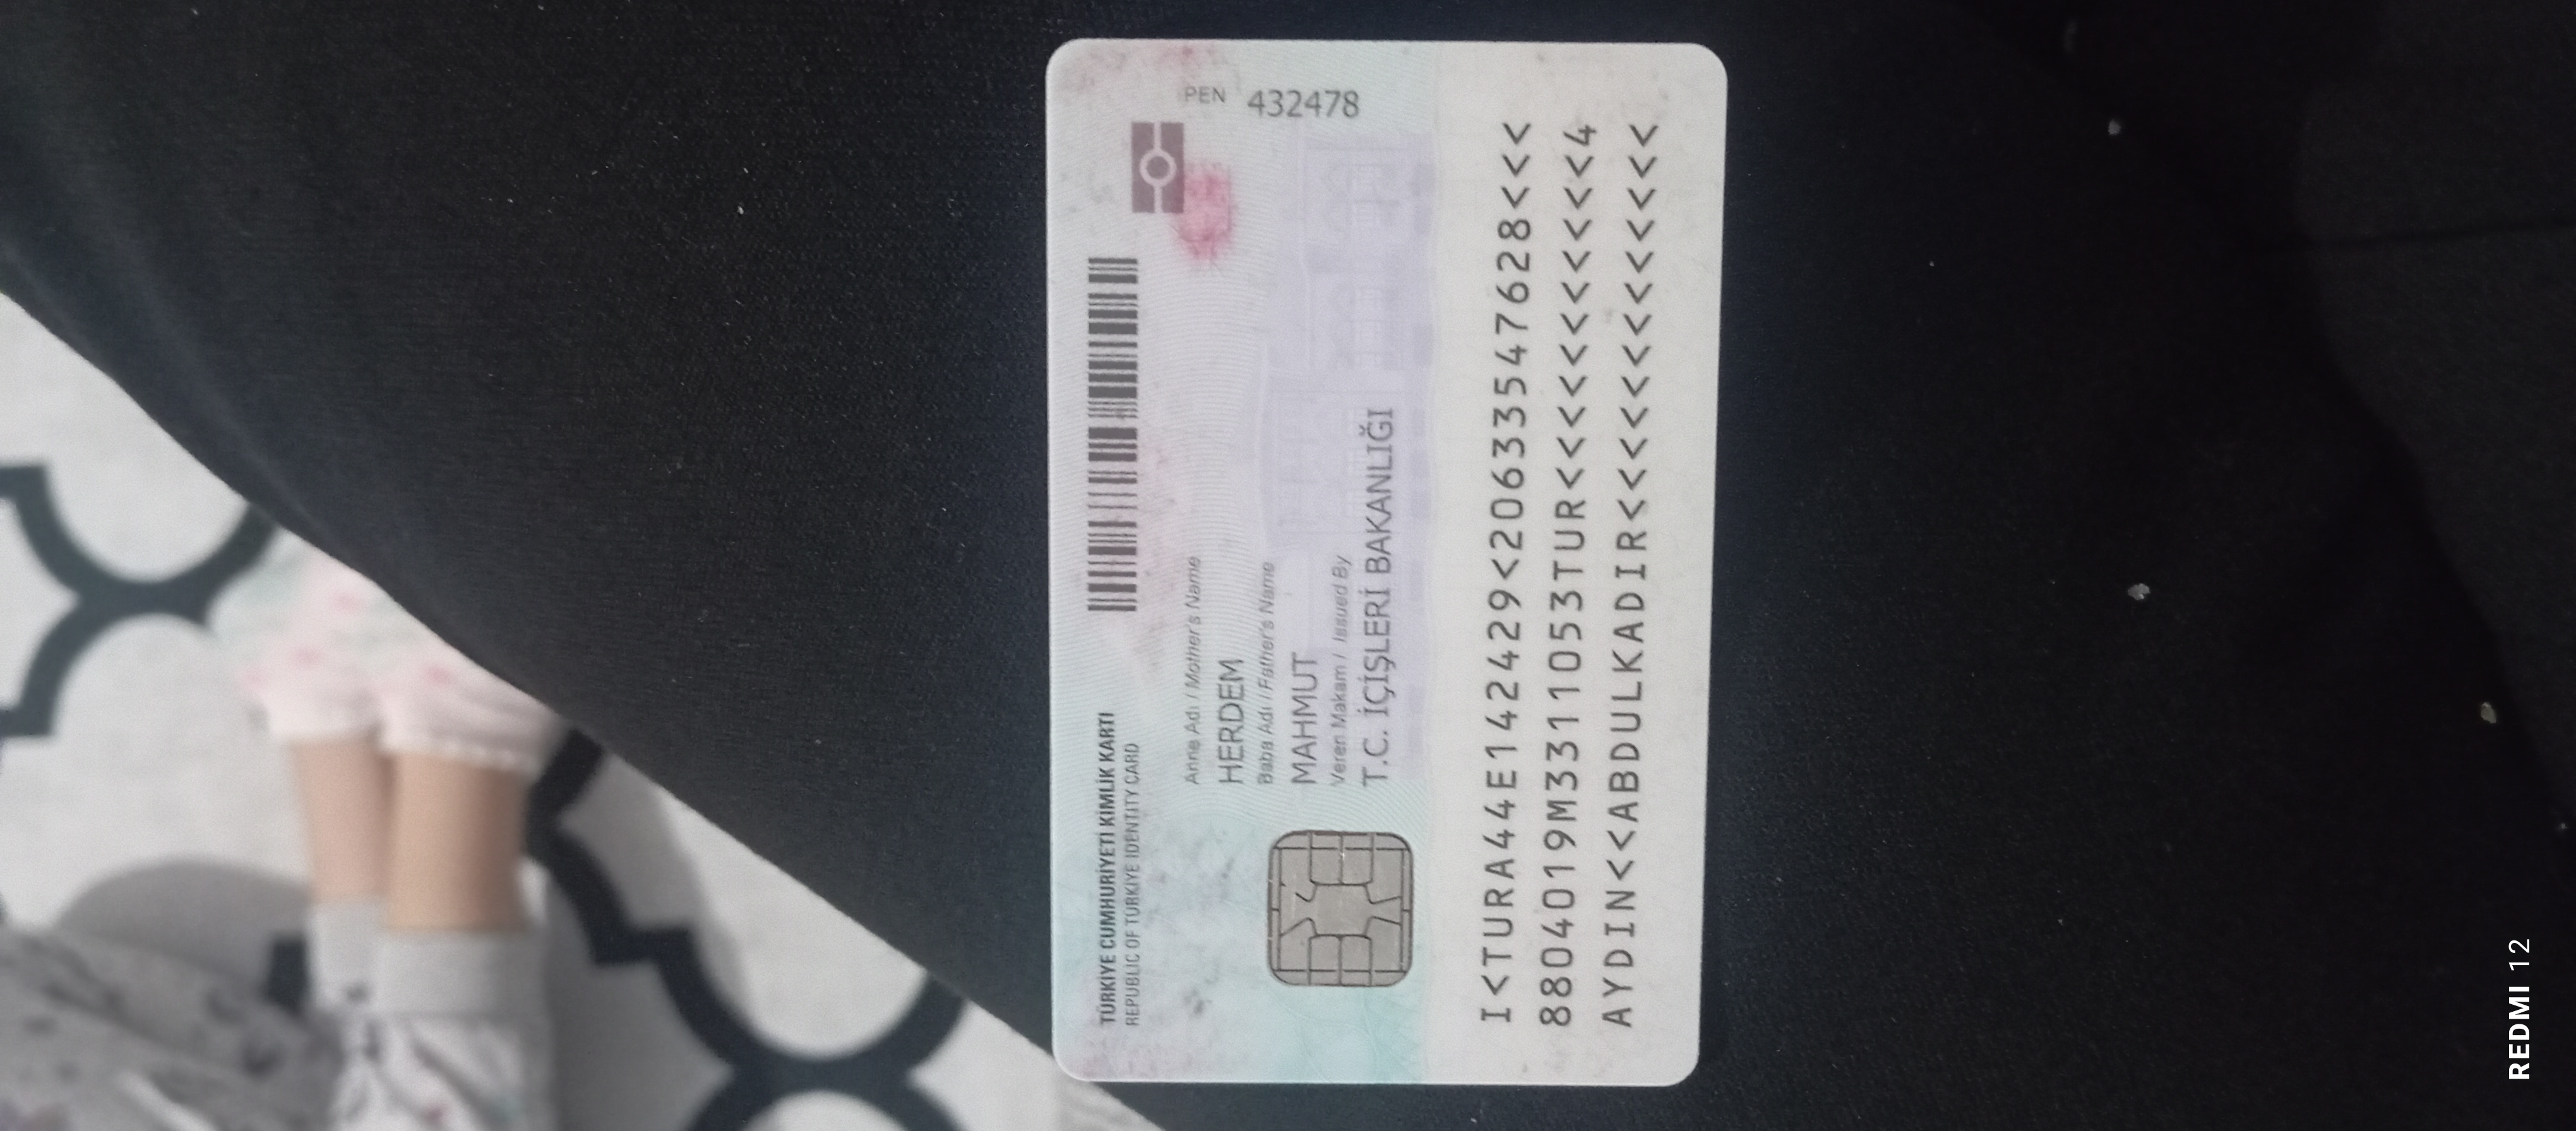 TÜRKİYE CUMHURİYETİ KİMLİK KARTI
REPUBLIC OF TÜRKİYE IDENTITY CARD
Anne Adı / Mother's Name
HERDEM
Baba Adı / Father's Name
MAHMUT
Veren Makam / Issued By
T.C. İÇİŞLERİ BAKANLIĞI
PEN 432478
I<TURA44E142429<20633547628<<<
8804019M3311053TUR<<<<<<<<<<<4
AYDIN<<ABDULKADIR<<<<<<<<<<<<<
REDMI 12